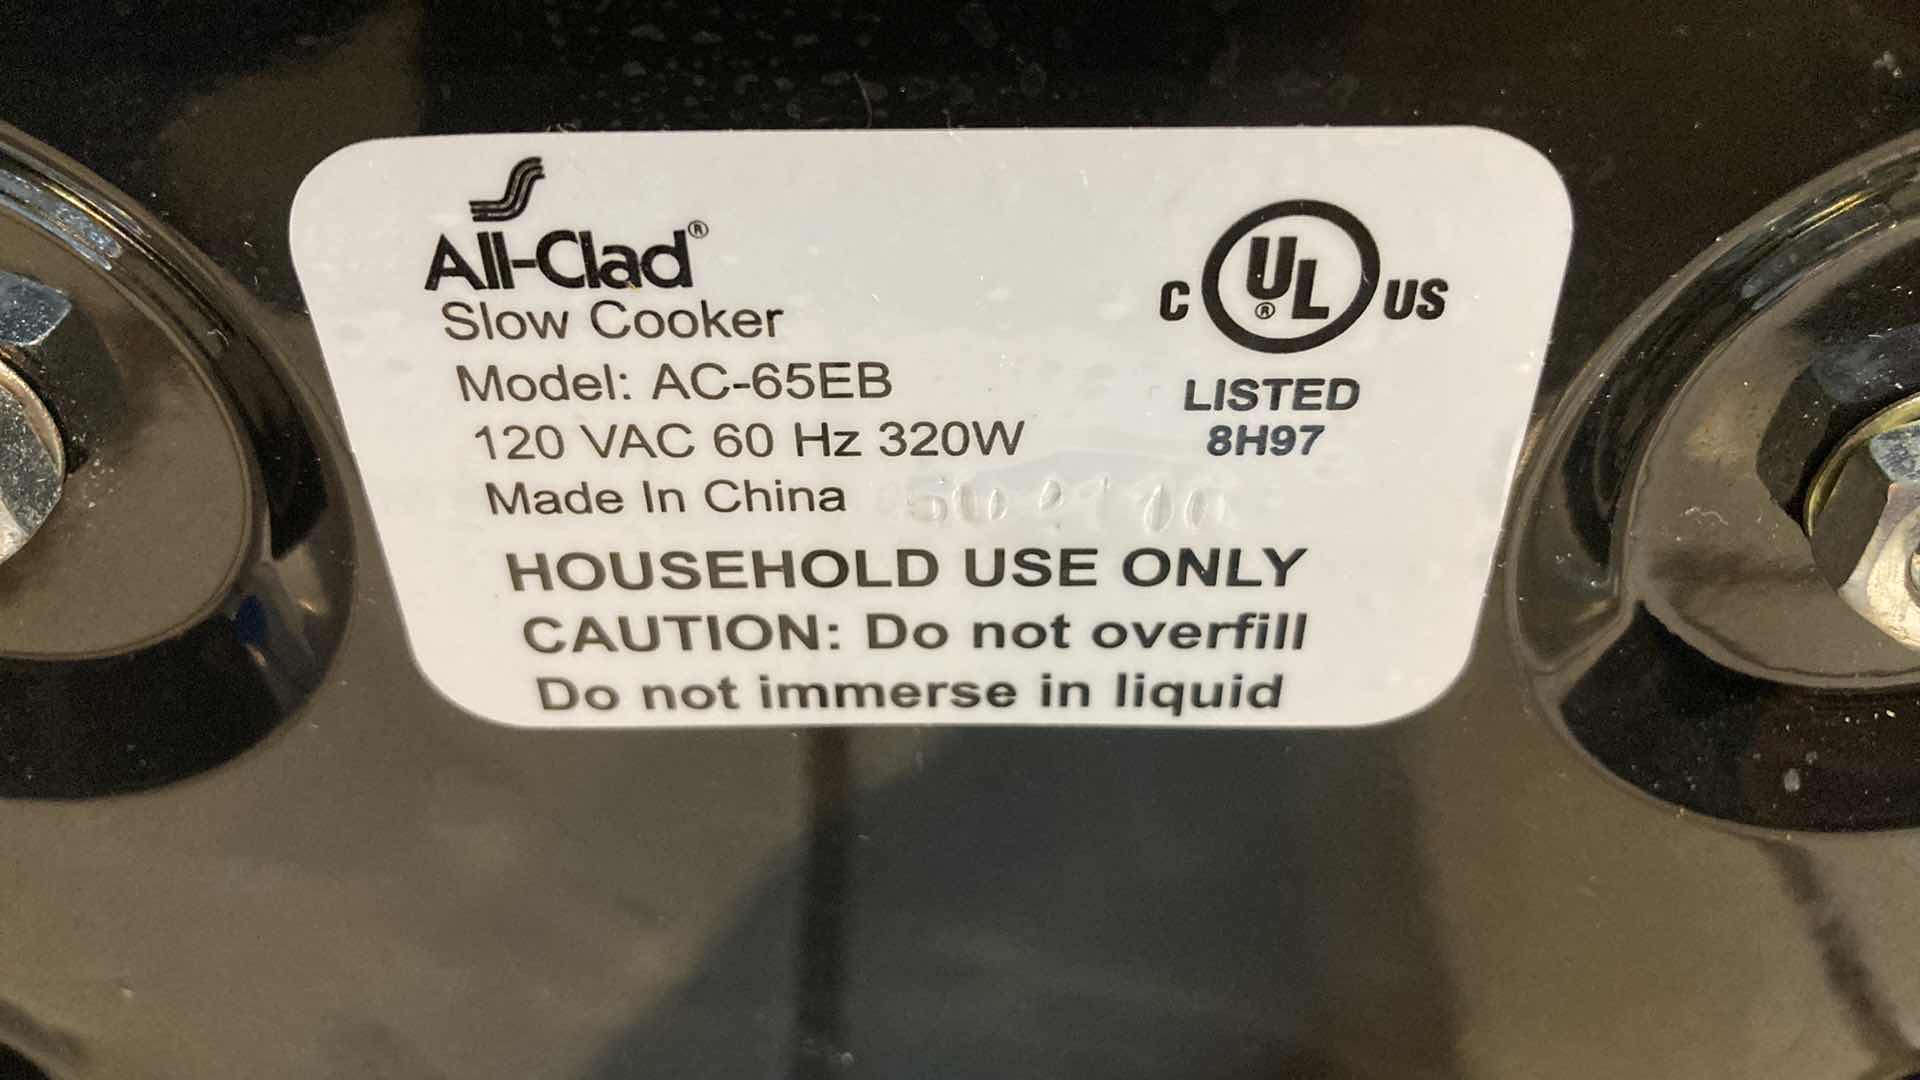 All-Clad®
Slow Cooker
Model: AC-65EB
120 VAC 60 Hz 320W
Made In China
HOUSEHOLD USE ONLY
CAUTION: Do not overfill
Do not immerse in liquid
C UL® US
LISTED
8H97